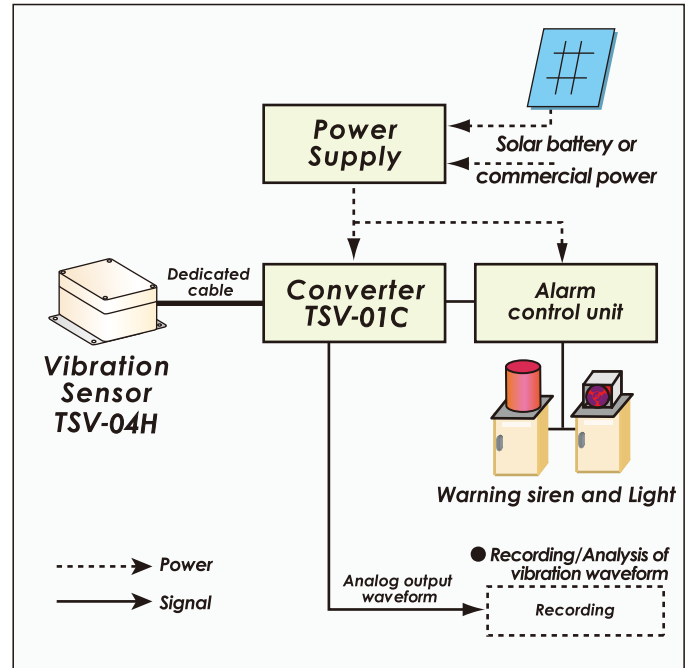 Power
Supply
Solar battery or
commercial power
Dedicated
cable
Converter
TSV-01C
Alarm
control unit
Vibration
Sensor
TSV-04H
Warning siren and Light
Power
Signal
● Recording/Analysis of
vibration waveform
Analog output
waveform
Recording